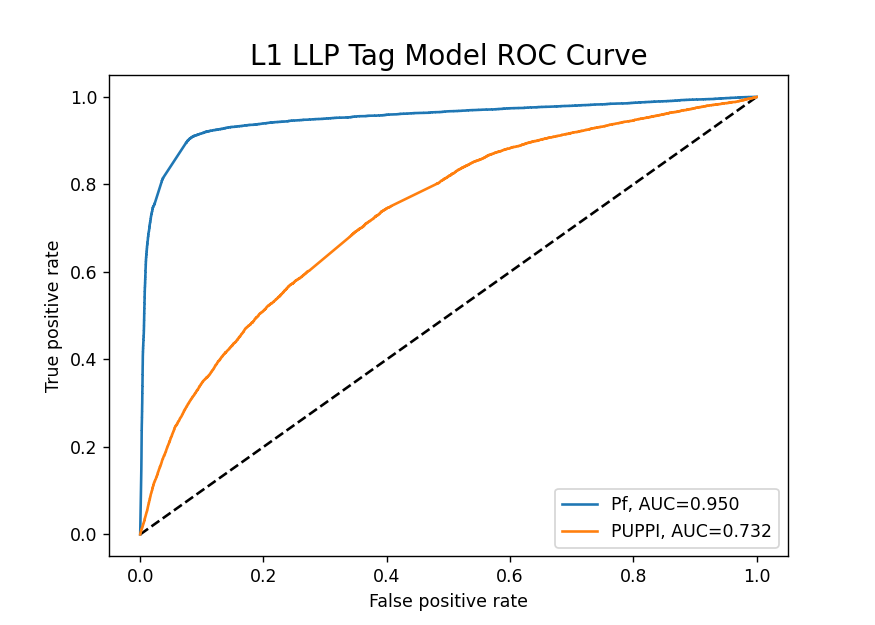 L1 LLP Tag Model ROC Curve
True positive rate
1.0
0.8
0.6
0.4
0.2
0.0
0.0 0.2 0.4 0.6 0.8 1.0
False positive rate
Pf, AUC=0.950
PUPPI, AUC=0.732